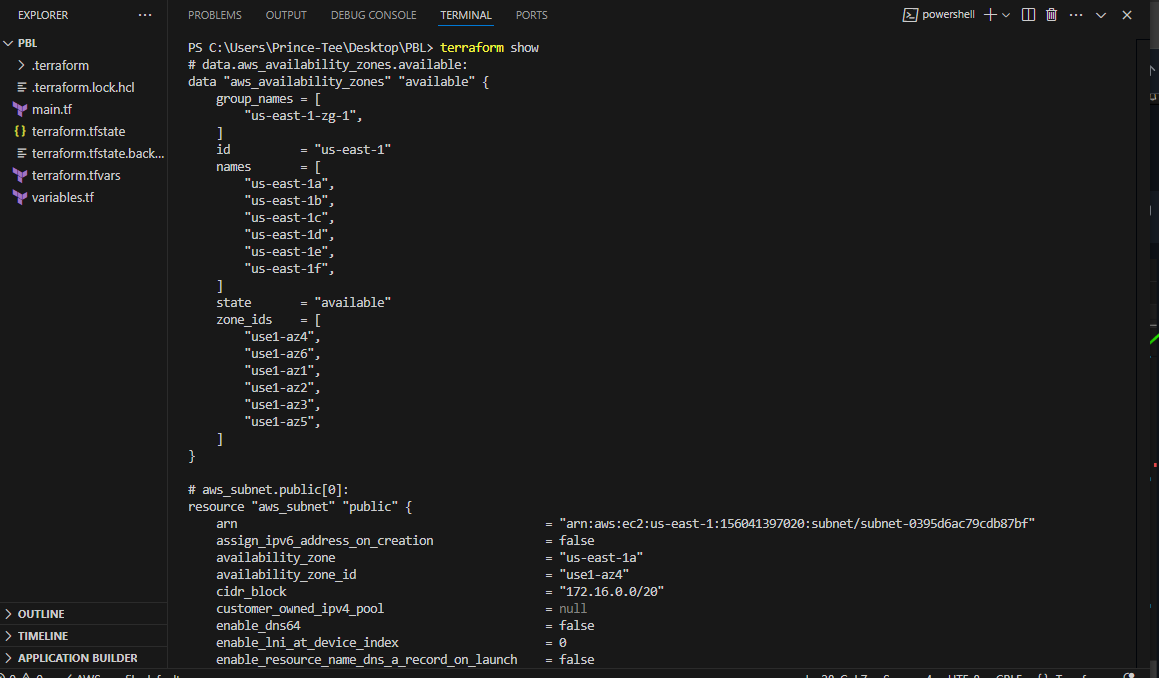 EXPLORER
PBL
.terraform
.terraform.lock.hcl
main.tf
terraform.tfstate
terraform.tfstate.back...
terraform.tfvars
variables.tf
OUTLINE
TIMELINE
APPLICATION BUILDER
PROBLEMS OUTPUT DEBUG CONSOLE TERMINAL PORTS
powershell
PS C:\Users\Prince-Tee\Desktop\PBL> terraform show
# data.aws_availability_zones.available:
data "aws_availability_zones" "available" {
    group_names = [
        "us-east-1-zg-1",
    ]
    id          = "us-east-1"
    names       = [
        "us-east-1a",
        "us-east-1b",
        "us-east-1c",
        "us-east-1d",
        "us-east-1e",
        "us-east-1f",
    ]
    state       = "available"
    zone_ids    = [
        "use1-az4",
        "use1-az6",
        "use1-az1",
        "use1-az2",
        "use1-az3",
        "use1-az5",
    ]
}
# aws_subnet.public[0]:
resource "aws_subnet" "public" {
    arn                                            = "arn:aws:ec2:us-east-1:156041397020:subnet/subnet-0395d6ac79cdb87bf"
    assign_ipv6_address_on_creation                = false
    availability_zone                              = "us-east-1a"
    availability_zone_id                           = "use1-az4"
    cidr_block                                     = "172.16.0.0/20"
    customer_owned_ipv4_pool                       = null
    enable_dns64                                   = false
    enable_lni_at_device_index                     = 0
    enable_resource_name_dns_a_record_on_launch    = false